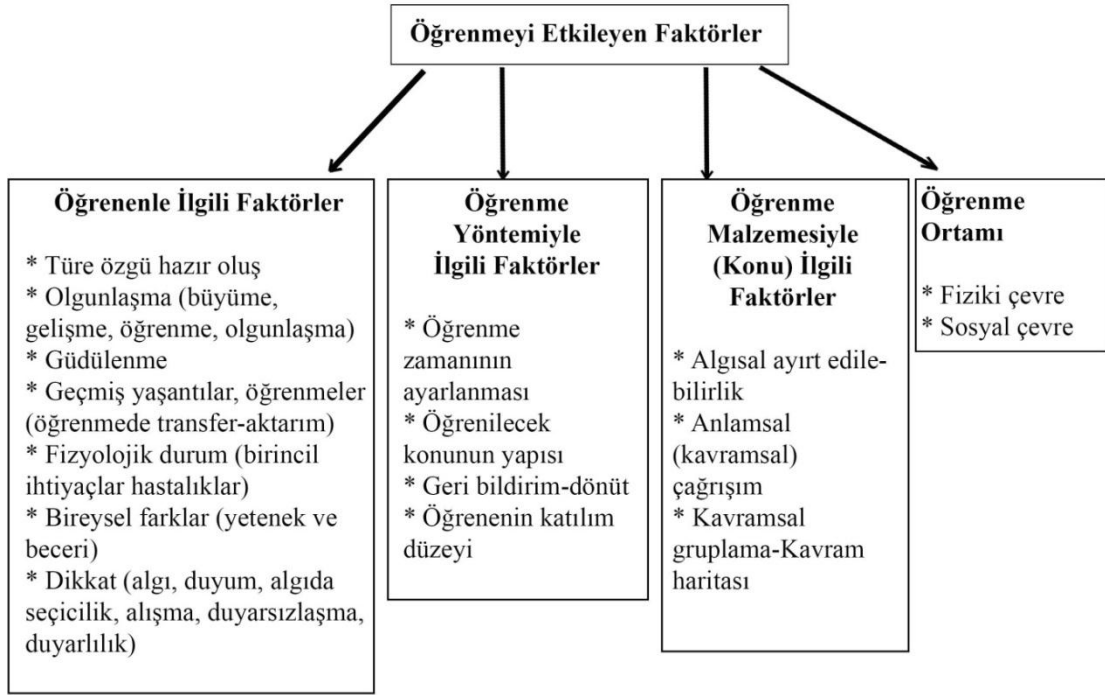 Öğrenmeyi Etkileyen Faktörler
Öğrenenle İlgili Faktörler
* Türe özgü hazır oluş
* Olgunlaşma (büyüme,
gelişme, öğrenme, olgunlaşma)
* Güdülenme
* Geçmiş yaşantılar, öğrenmeler
(öğrenmede transfer-aktarım)
* Fizyolojik durum (birincil
ihtiyaçlar hastalıklar)
* Bireysel farklar (yetenek ve
beceri)
* Dikkat (algı, duyum, algıda
seçicilik, alışma, duyarsızlaşma,
duyarlılık)
Öğrenme
Yöntemiyle
İlgili Faktörler
* Öğrenme
zamanının
ayarlanması
* Öğrenilecek
konunun yapısı
* Geri bildirim-dönüt
* Öğrenenin katılım
düzeyi
Öğrenme
Malzemesiyle
(Konu) İlgili
Faktörler
* Algısal ayırt edile-
bilirlik
* Anlamsal
(kavramsal)
çağrışım
* Kavramsal
gruplama-Kavram
haritası
Öğrenme
Ortamı
* Fiziki çevre
* Sosyal çevre